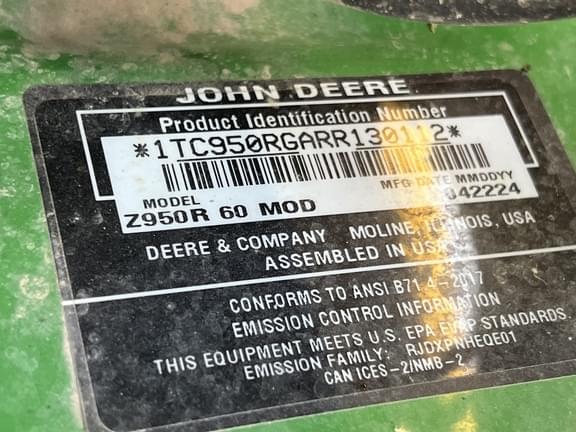 JOHN DEERE
Product Identification Number
*1TC950RGARR130112*
MODEL MFG DATE MMDDYY
Z950R 60 MOD 042224
DEERE & COMPANY MOLINE, ILLINOIS, USA
ASSEMBLED IN USA
CONFORMS TO ANSI B71.4-2017
EMISSION CONTROL INFORMATION
THIS EQUIPMENT MEETS U.S. EPA EVAP STANDARDS.
EMISSION FAMILY: RJDXPNHEQE01
CAN ICES-2/NMB-2